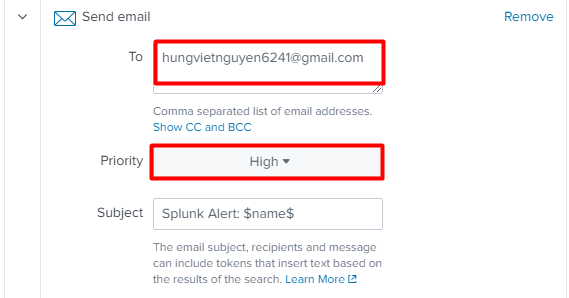 Send email
Remove
To
hungvietnguyen6241@gmail.com
Comma separated list of email addresses.
Show CC and BCC
Priority
High
Subject
Splunk Alert: $name$
The email subject, recipients and message
can include tokens that insert text based on
the results of the search. Learn More